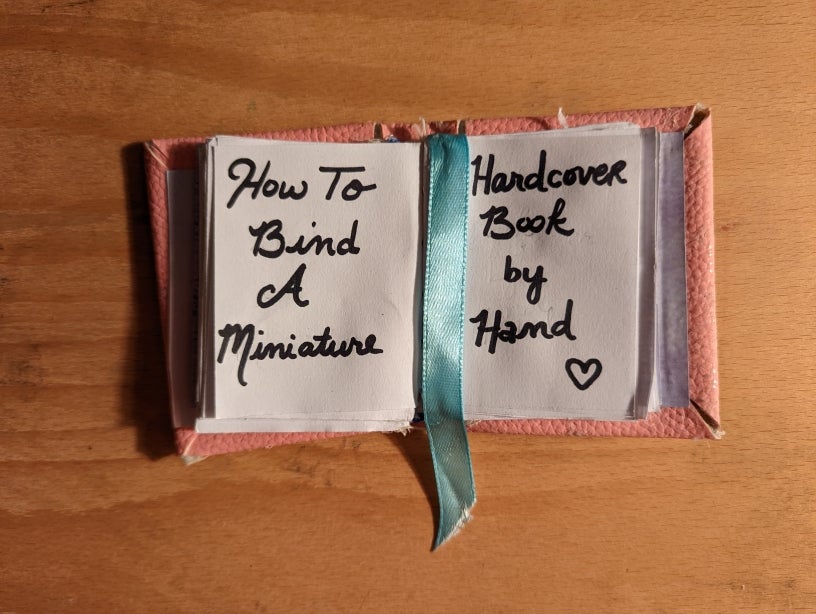 How To
Bind
A
Miniature
Hardcover
Book
by
Hand
♡